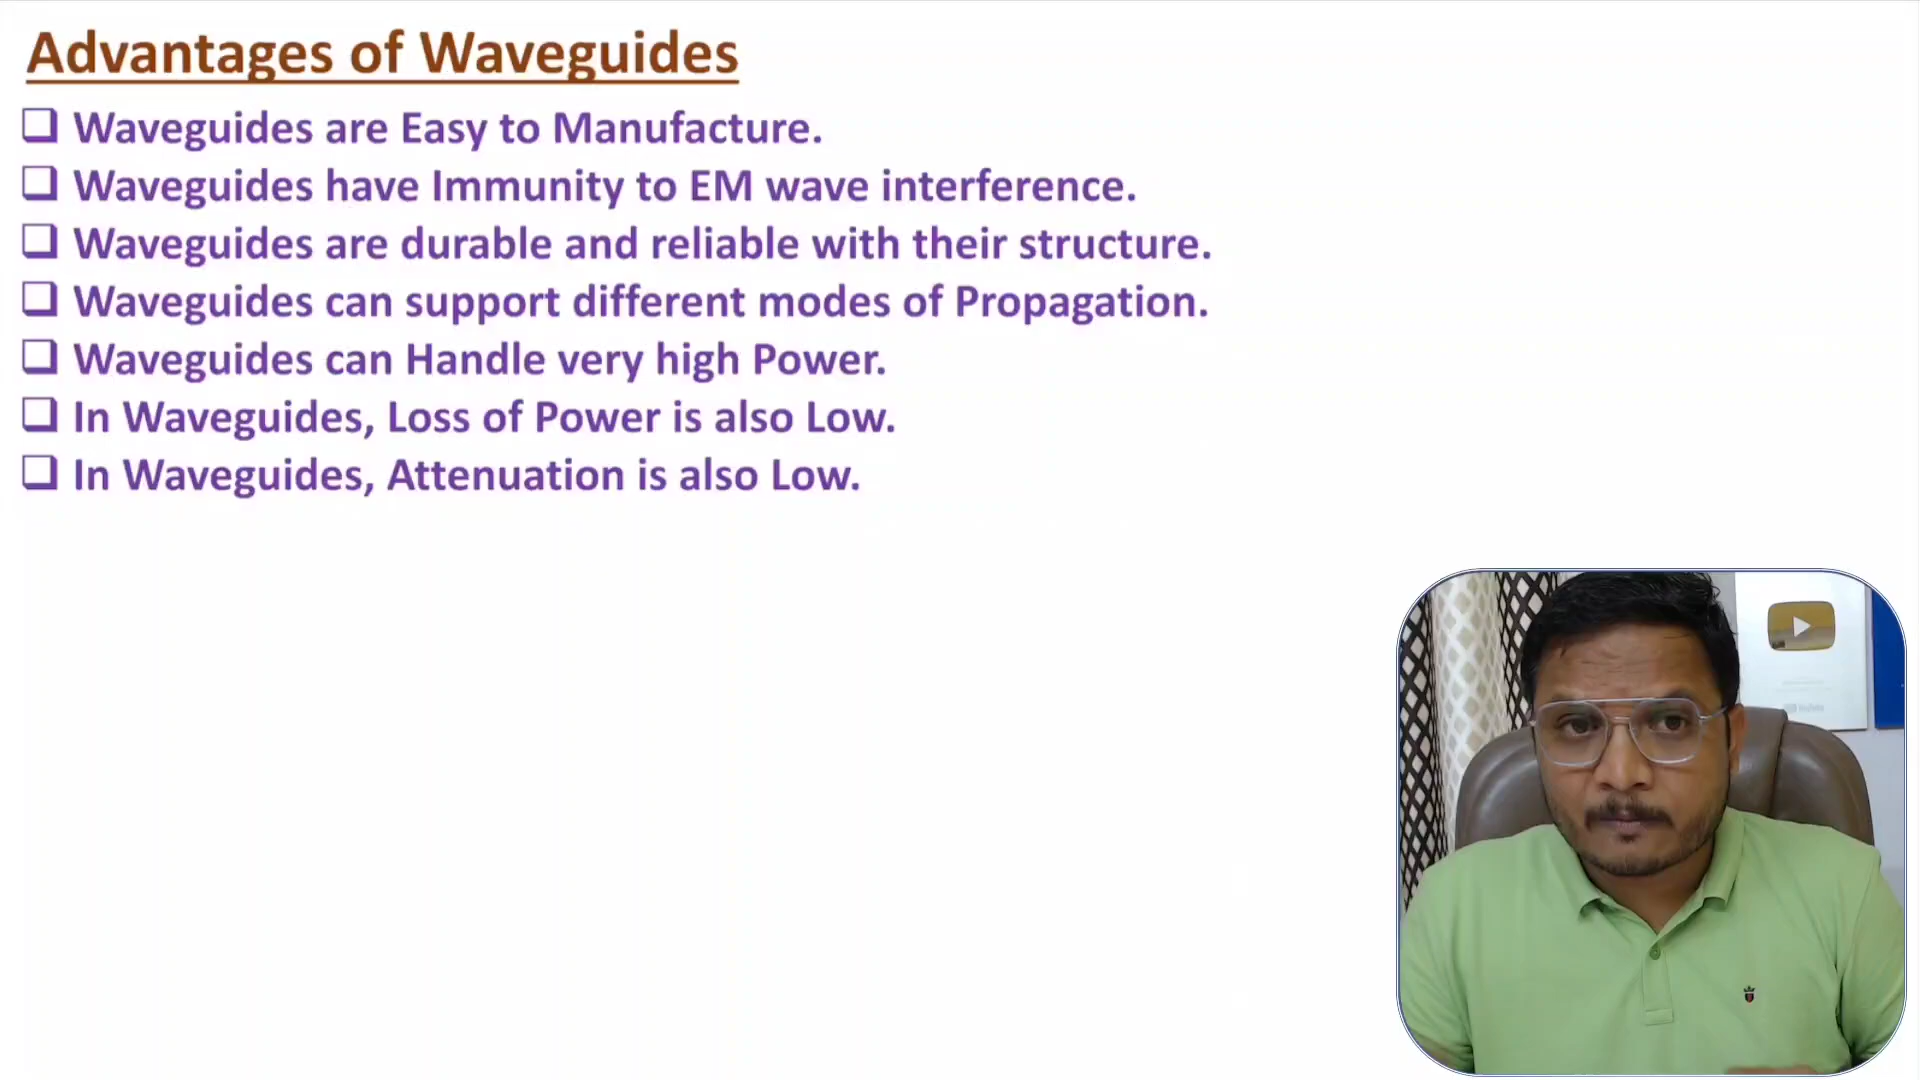 Advantages of Waveguides
Waveguides are Easy to Manufacture.
Waveguides have Immunity to EM wave interference.
Waveguides are durable and reliable with their structure.
Waveguides can support different modes of Propagation.
Waveguides can Handle very high Power.
In Waveguides, Loss of Power is also Low.
In Waveguides, Attenuation is also Low.